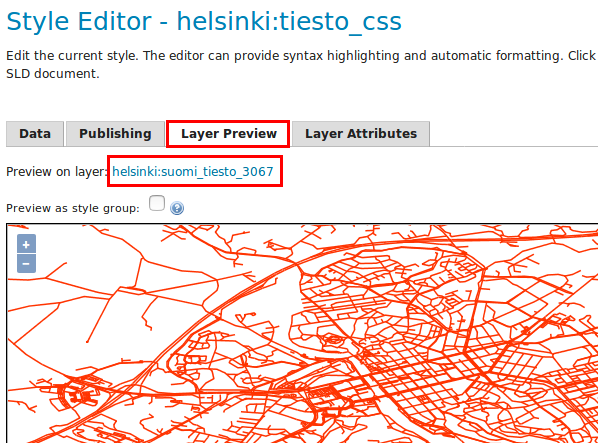 Style Editor - helsinki:tiesto_css
Edit the current style. The editor can provide syntax highlighting and automatic formatting. Click
SLD document.
Data Publishing Layer Preview Layer Attributes
Preview on layer: helsinki:suomi_tiesto_3067
Preview as style group: ?
+
−